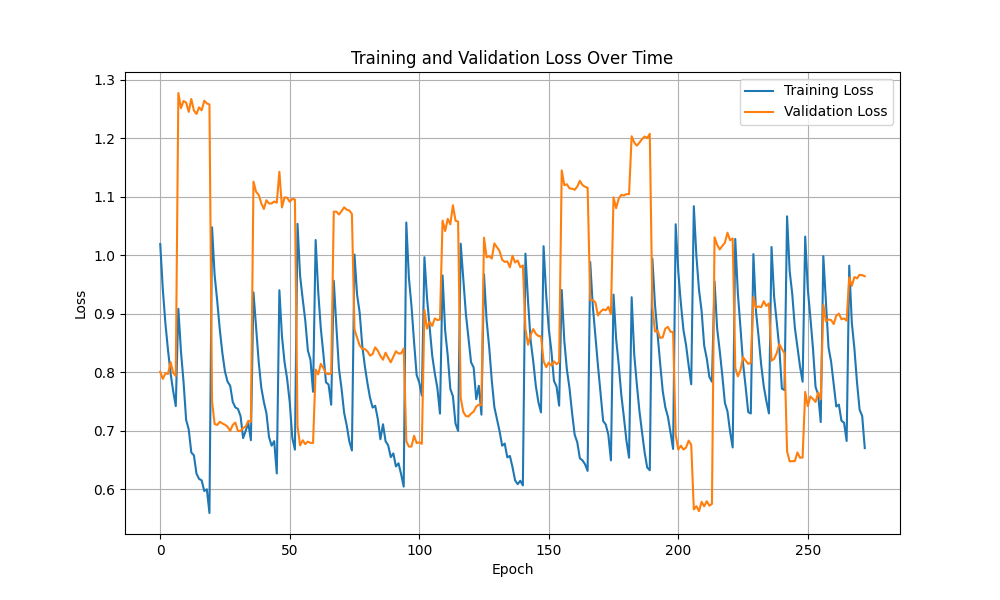 Training and Validation Loss Over Time
Training Loss
Validation Loss
1.3
1.2
1.1
1.0
0.9
0.8
0.7
0.6
Loss
0
50
100
150
200
250
Epoch